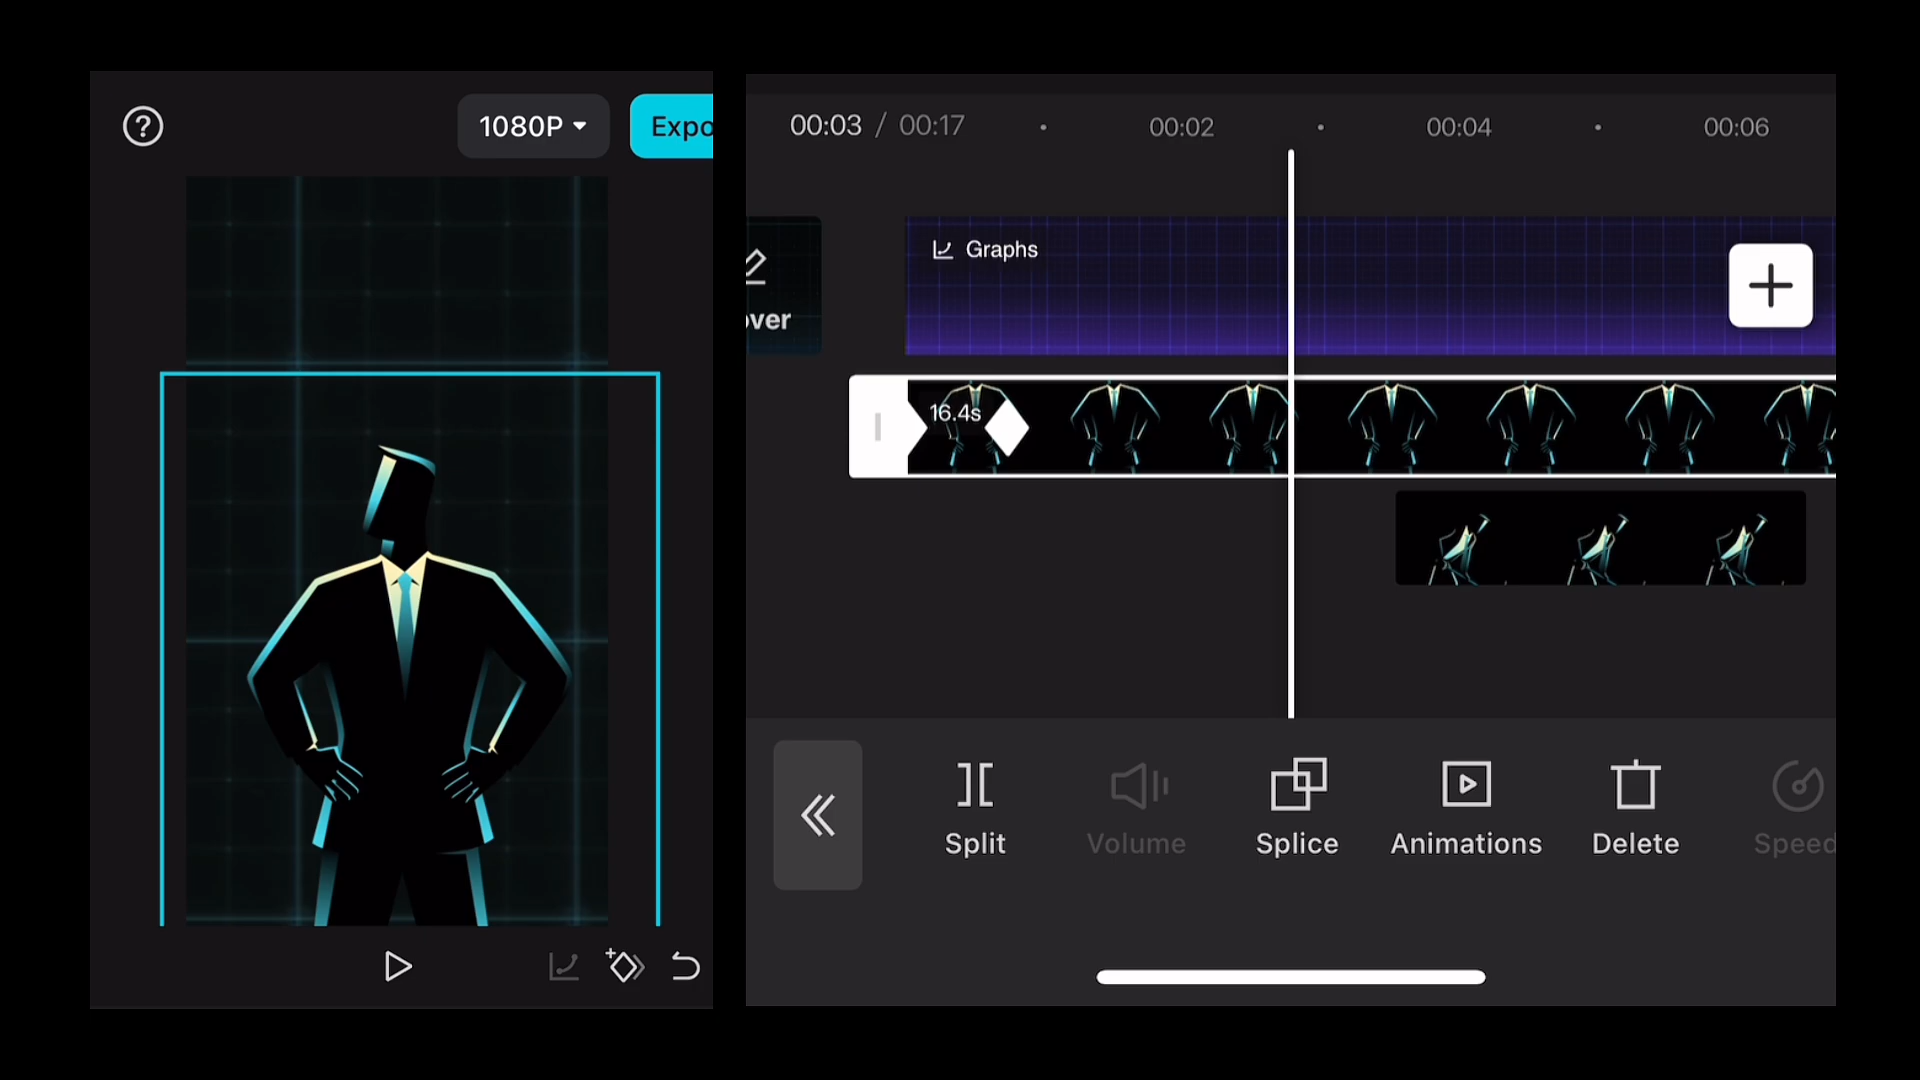 1080P
Expo
00:03 / 00:17
00:02
00:04
00:06
over
Graphs
16.4s
Split
Volume
Splice
Animations
Delete
Speed